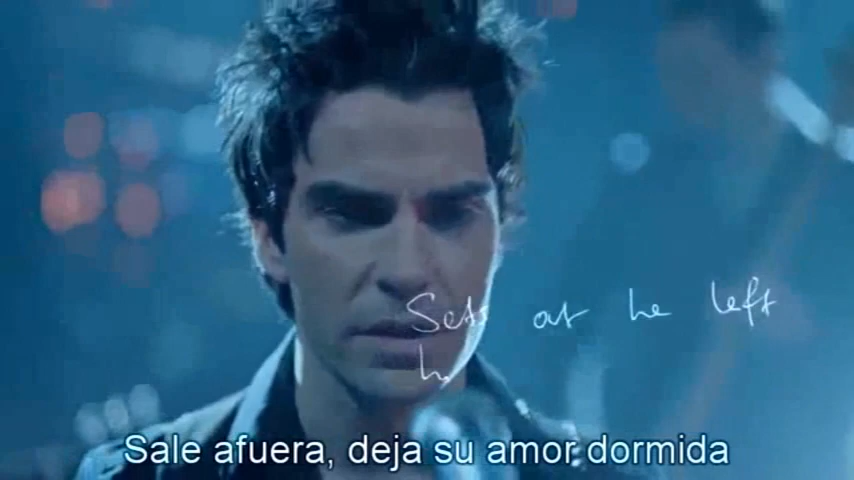 Sets out he left
h
Sale afuera, deja su amor dormida